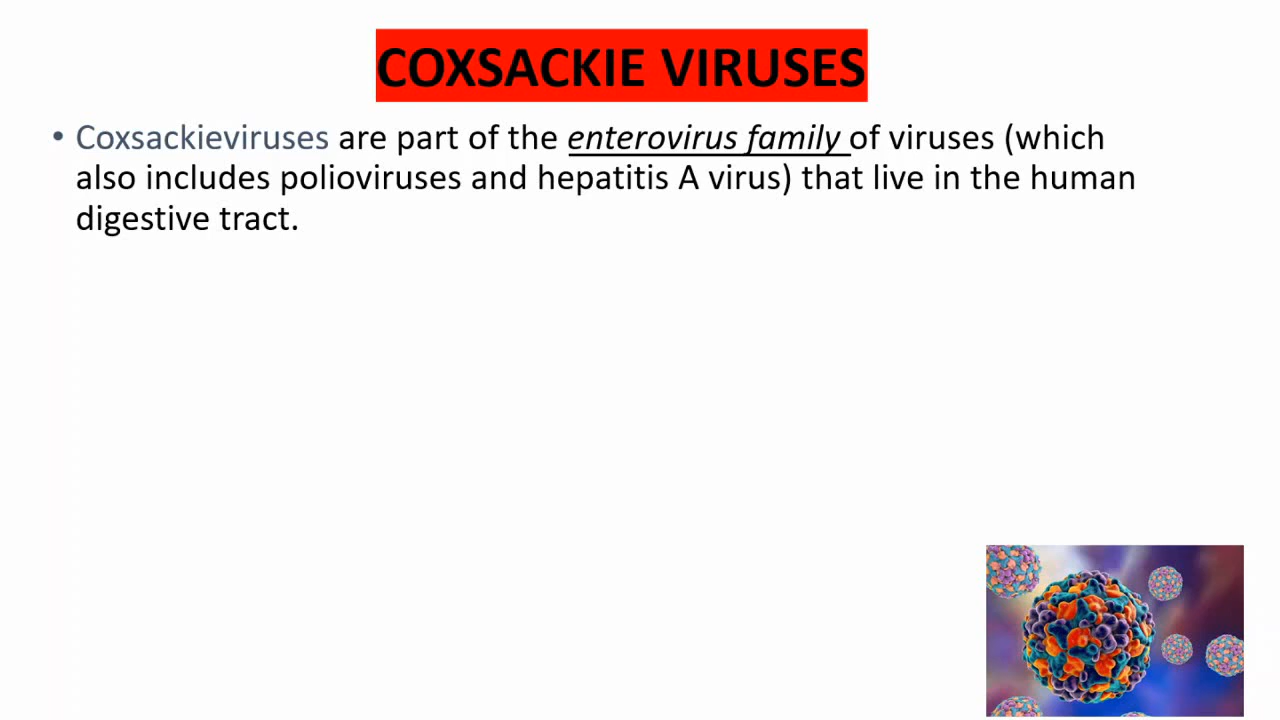 COXSACKIE VIRUSES
• Coxsackieviruses are part of the enterovirus family of viruses (which
also includes polioviruses and hepatitis A virus) that live in the human
digestive tract.